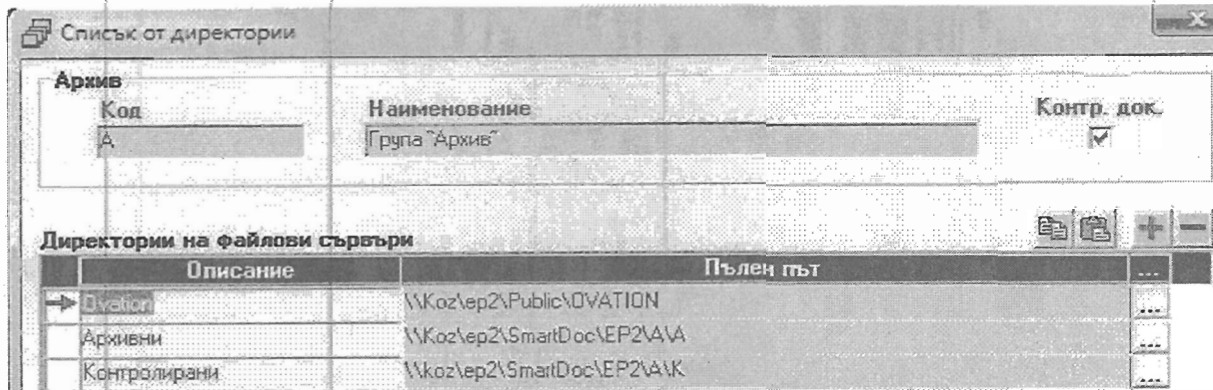 Списък от директории
Архив
Код Наименование Контр. док.
А Група "Архив"
Директории на файлови сървъри
Описание Пълен път ...
Ovation \\Koz\ep2\Public\OVATION ...
Архивни \\Koz\ep2\SmartDoc\EP2\A\A ...
Контролирани \\koz\ep2\SmartDoc\EP2\A\K ...